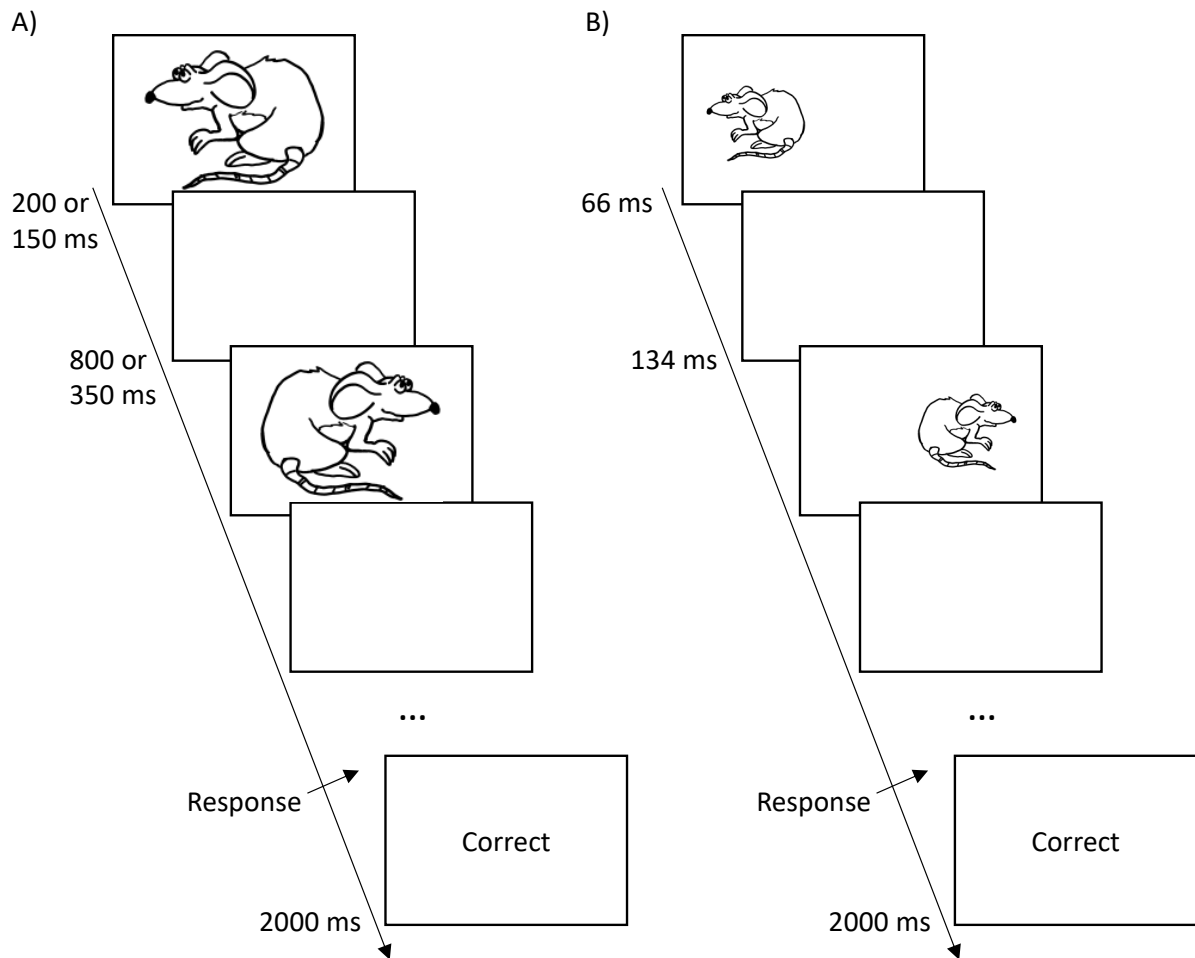 A)
200 or
150 ms
800 or
350 ms
...
Response
Correct
2000 ms
B)
66 ms
134 ms
...
Response
Correct
2000 ms